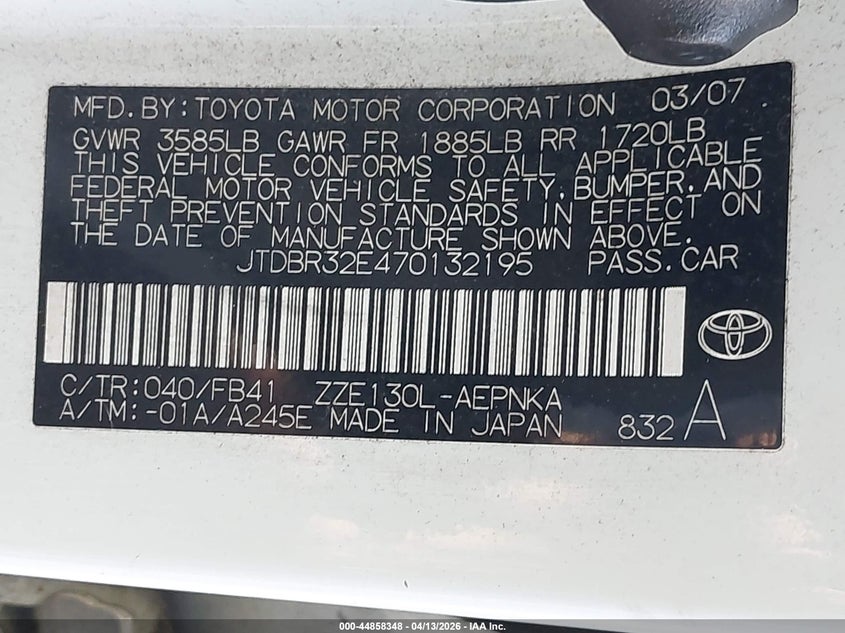 MFD.BY:TOYOTA MOTOR CORPORATION 03/07
GVWR 3585LB GAWR FR 1885LB RR 1720LB
THIS VEHICLE CONFORMS TO ALL APPLICABLE
FEDERAL MOTOR VEHICLE SAFETY,BUMPER,AND
THEFT PREVENTION STANDARDS IN EFFECT ON
THE DATE OF MANUFACTURE SHOWN ABOVE.
JTDBR32E470132195 PASS.CAR
C/TR:040/FB41 ZZE130L-AEPNKA
A/TM:-01A/A245E MADE IN JAPAN 832 A
000-44858348 - 04/13/2026 - IAA Inc.